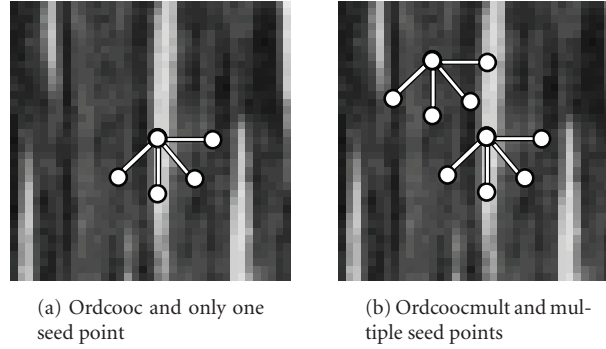 (a) Ordcooc and only one
seed point
(b) Ordcoocmult and mul-
tiple seed points